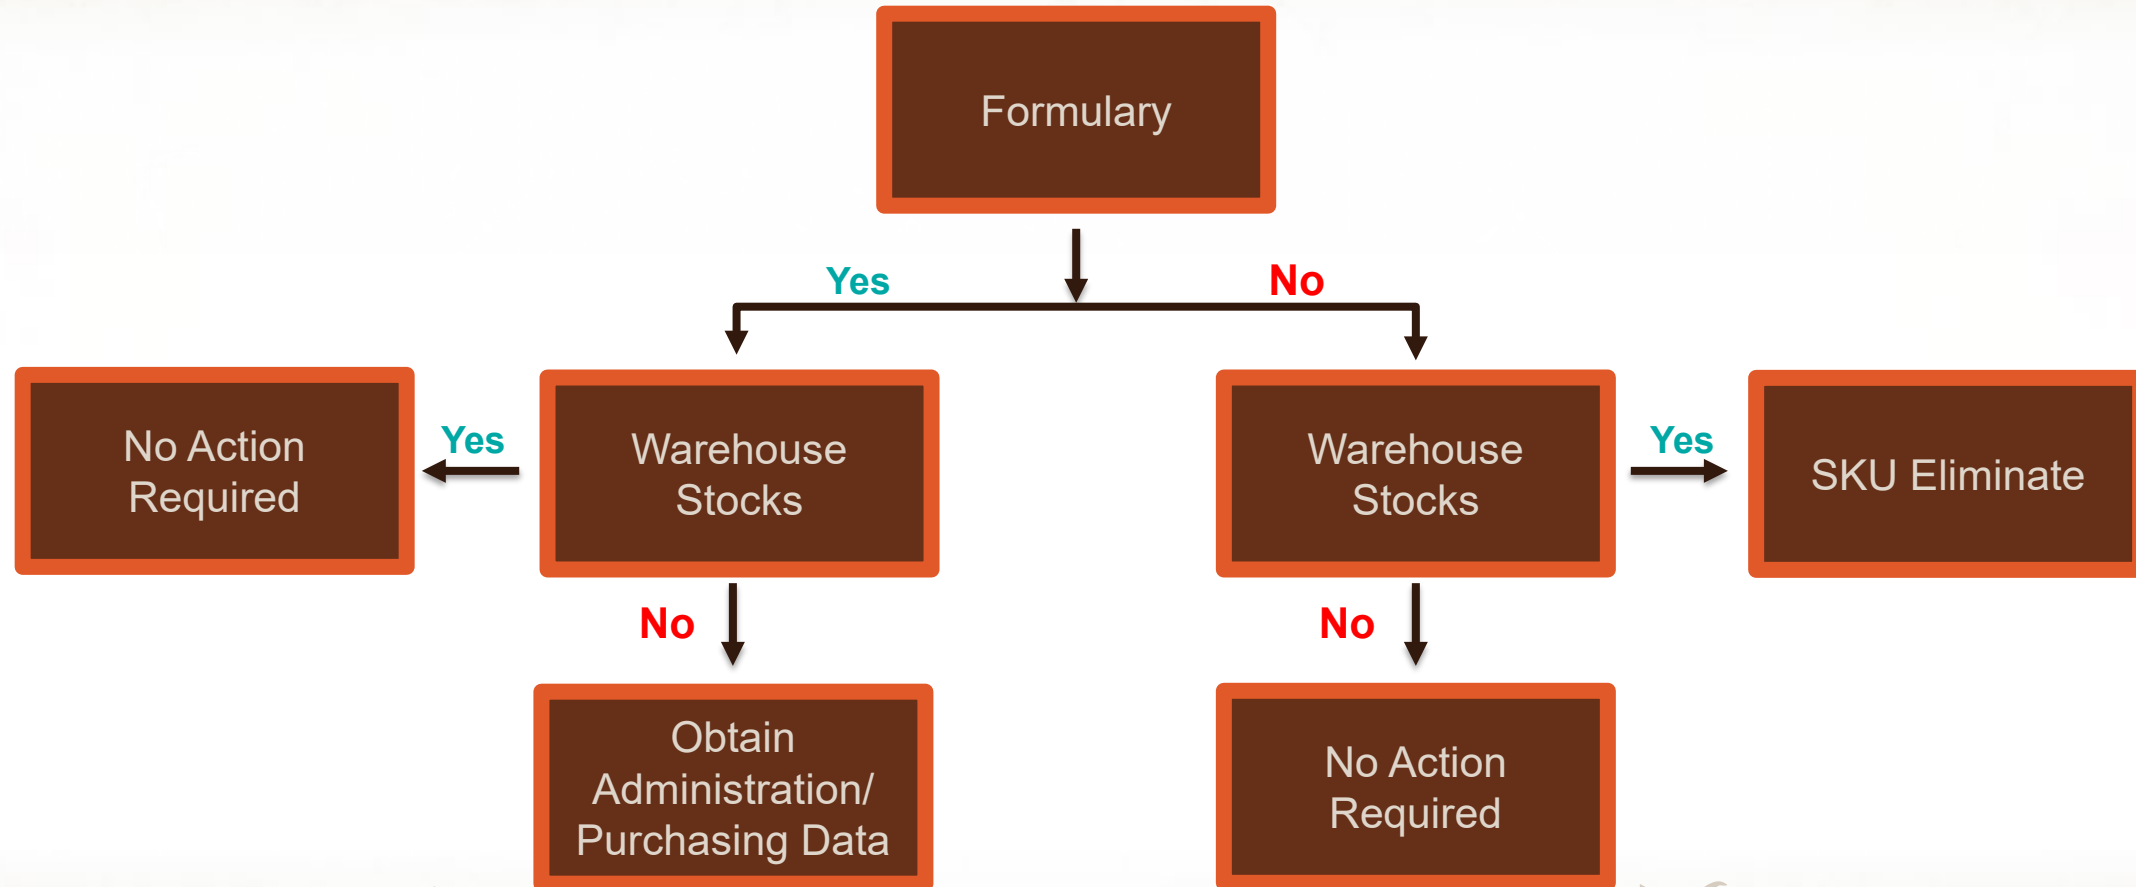 Formulary
Yes
No
No Action
Required
Yes
Warehouse
Stocks
Warehouse
Stocks
Yes
SKU Eliminate
No
No
Obtain
Administration/
Purchasing Data
No Action
Required